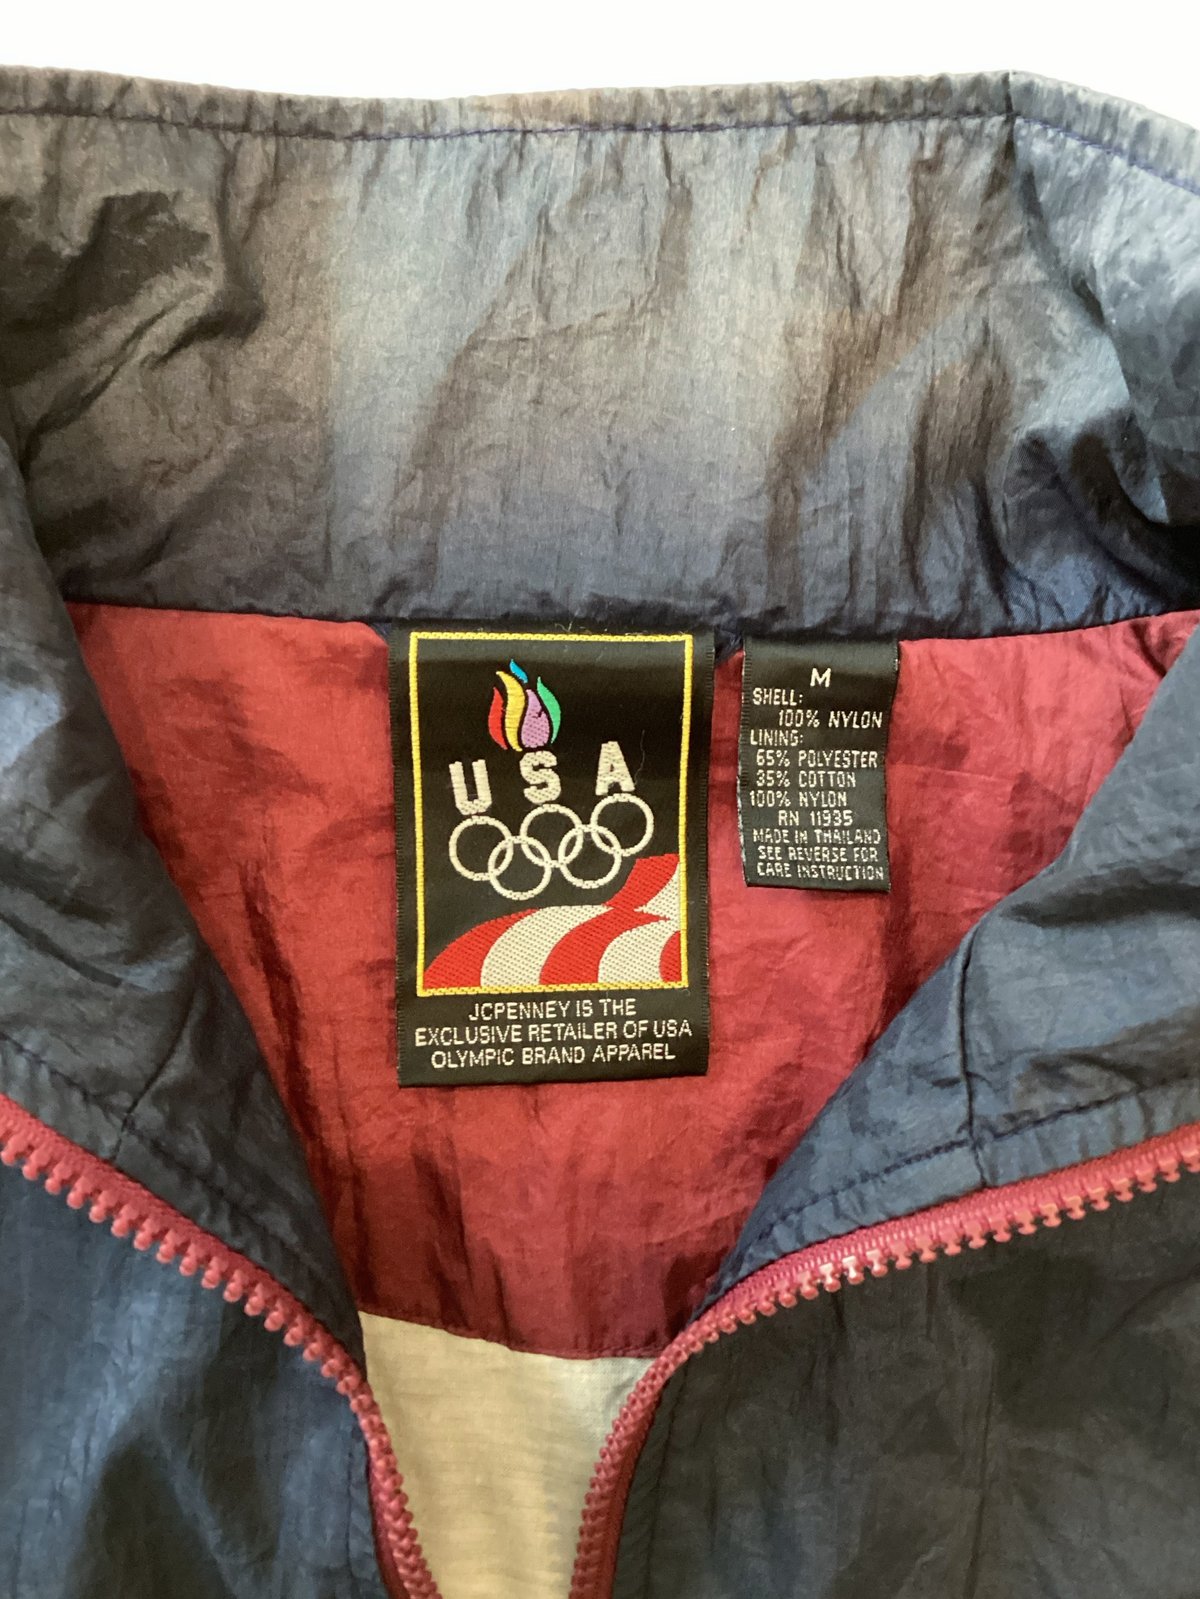 USA
JCPENNEY IS THE
EXCLUSIVE RETAILER OF USA
OLYMPIC BRAND APPAREL
M
SHELL:
100% NYLON
LINING:
65% POLYESTER
35% COTTON
100% NYLON
RN 11935
MADE IN THAILAND
SEE REVERSE FOR
CARE INSTRUCTION